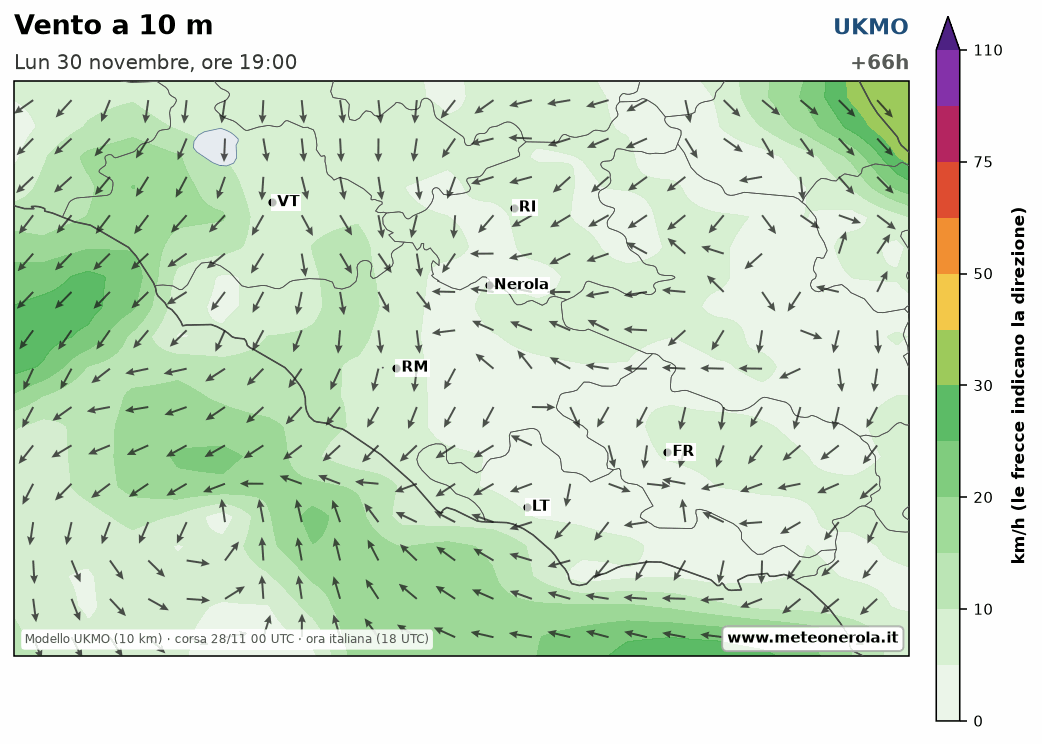 Vento a 10 m
UKMO
Lun 30 novembre, ore 19:00
+66h
VT
RI
Nerola
RM
FR
LT
Modello UKMO (10 km) · corsa 28/11 00 UTC · ora italiana (18 UTC)
www.meteonerola.it
110
75
50
30
20
10
0
km/h (le frecce indicano la direzione)